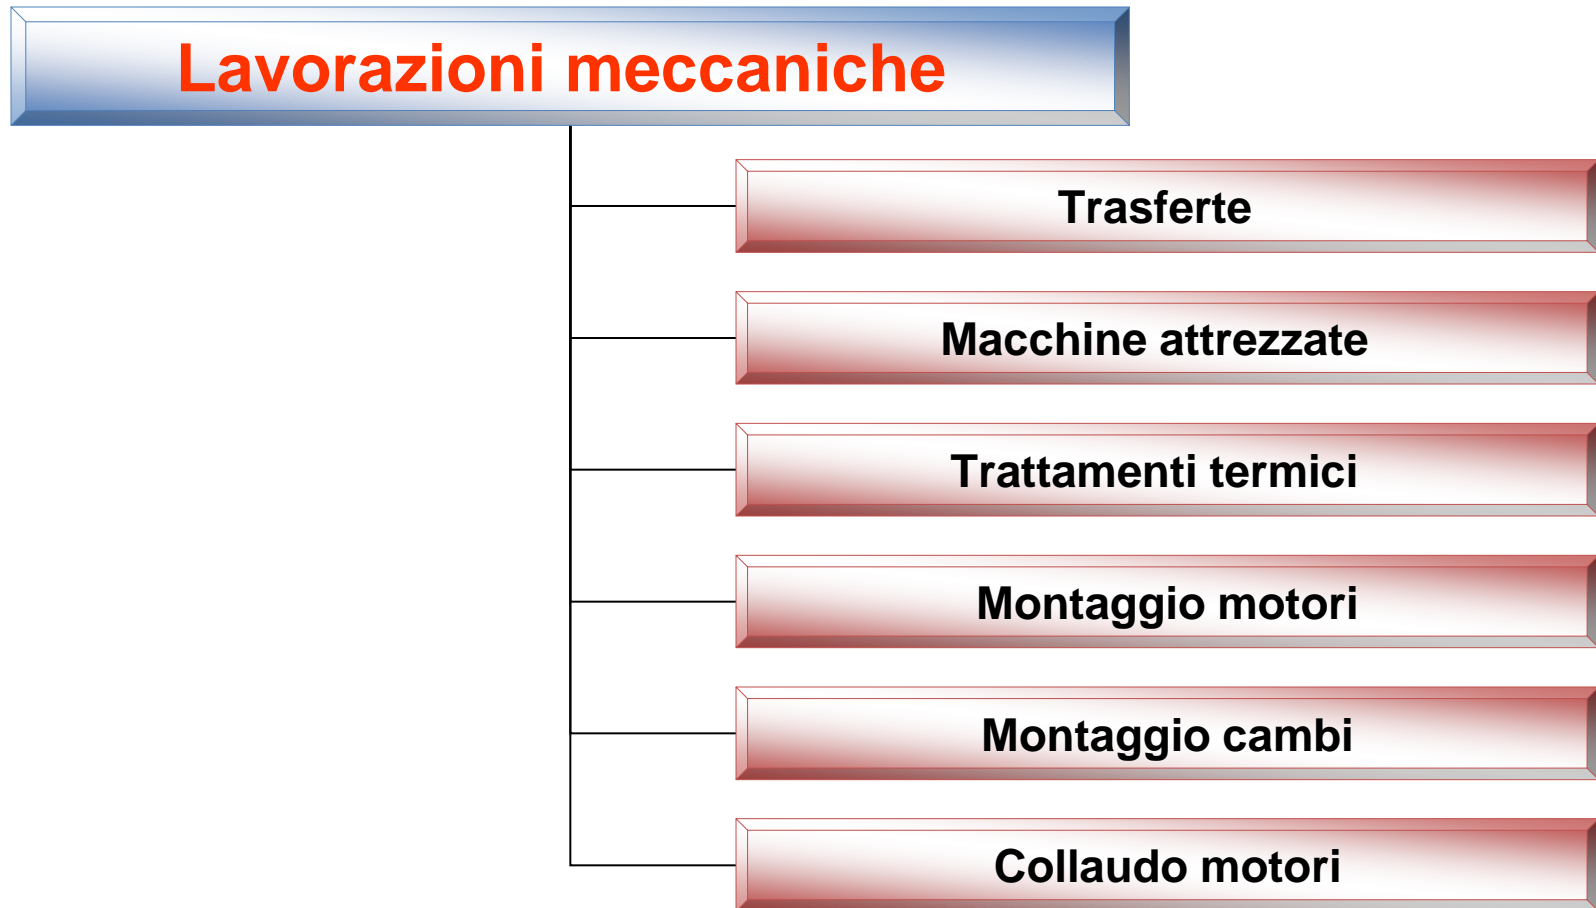 Lavorazioni meccaniche
Trasferte
Macchine attrezzate
Trattamenti termici
Montaggio motori
Montaggio cambi
Collaudo motori